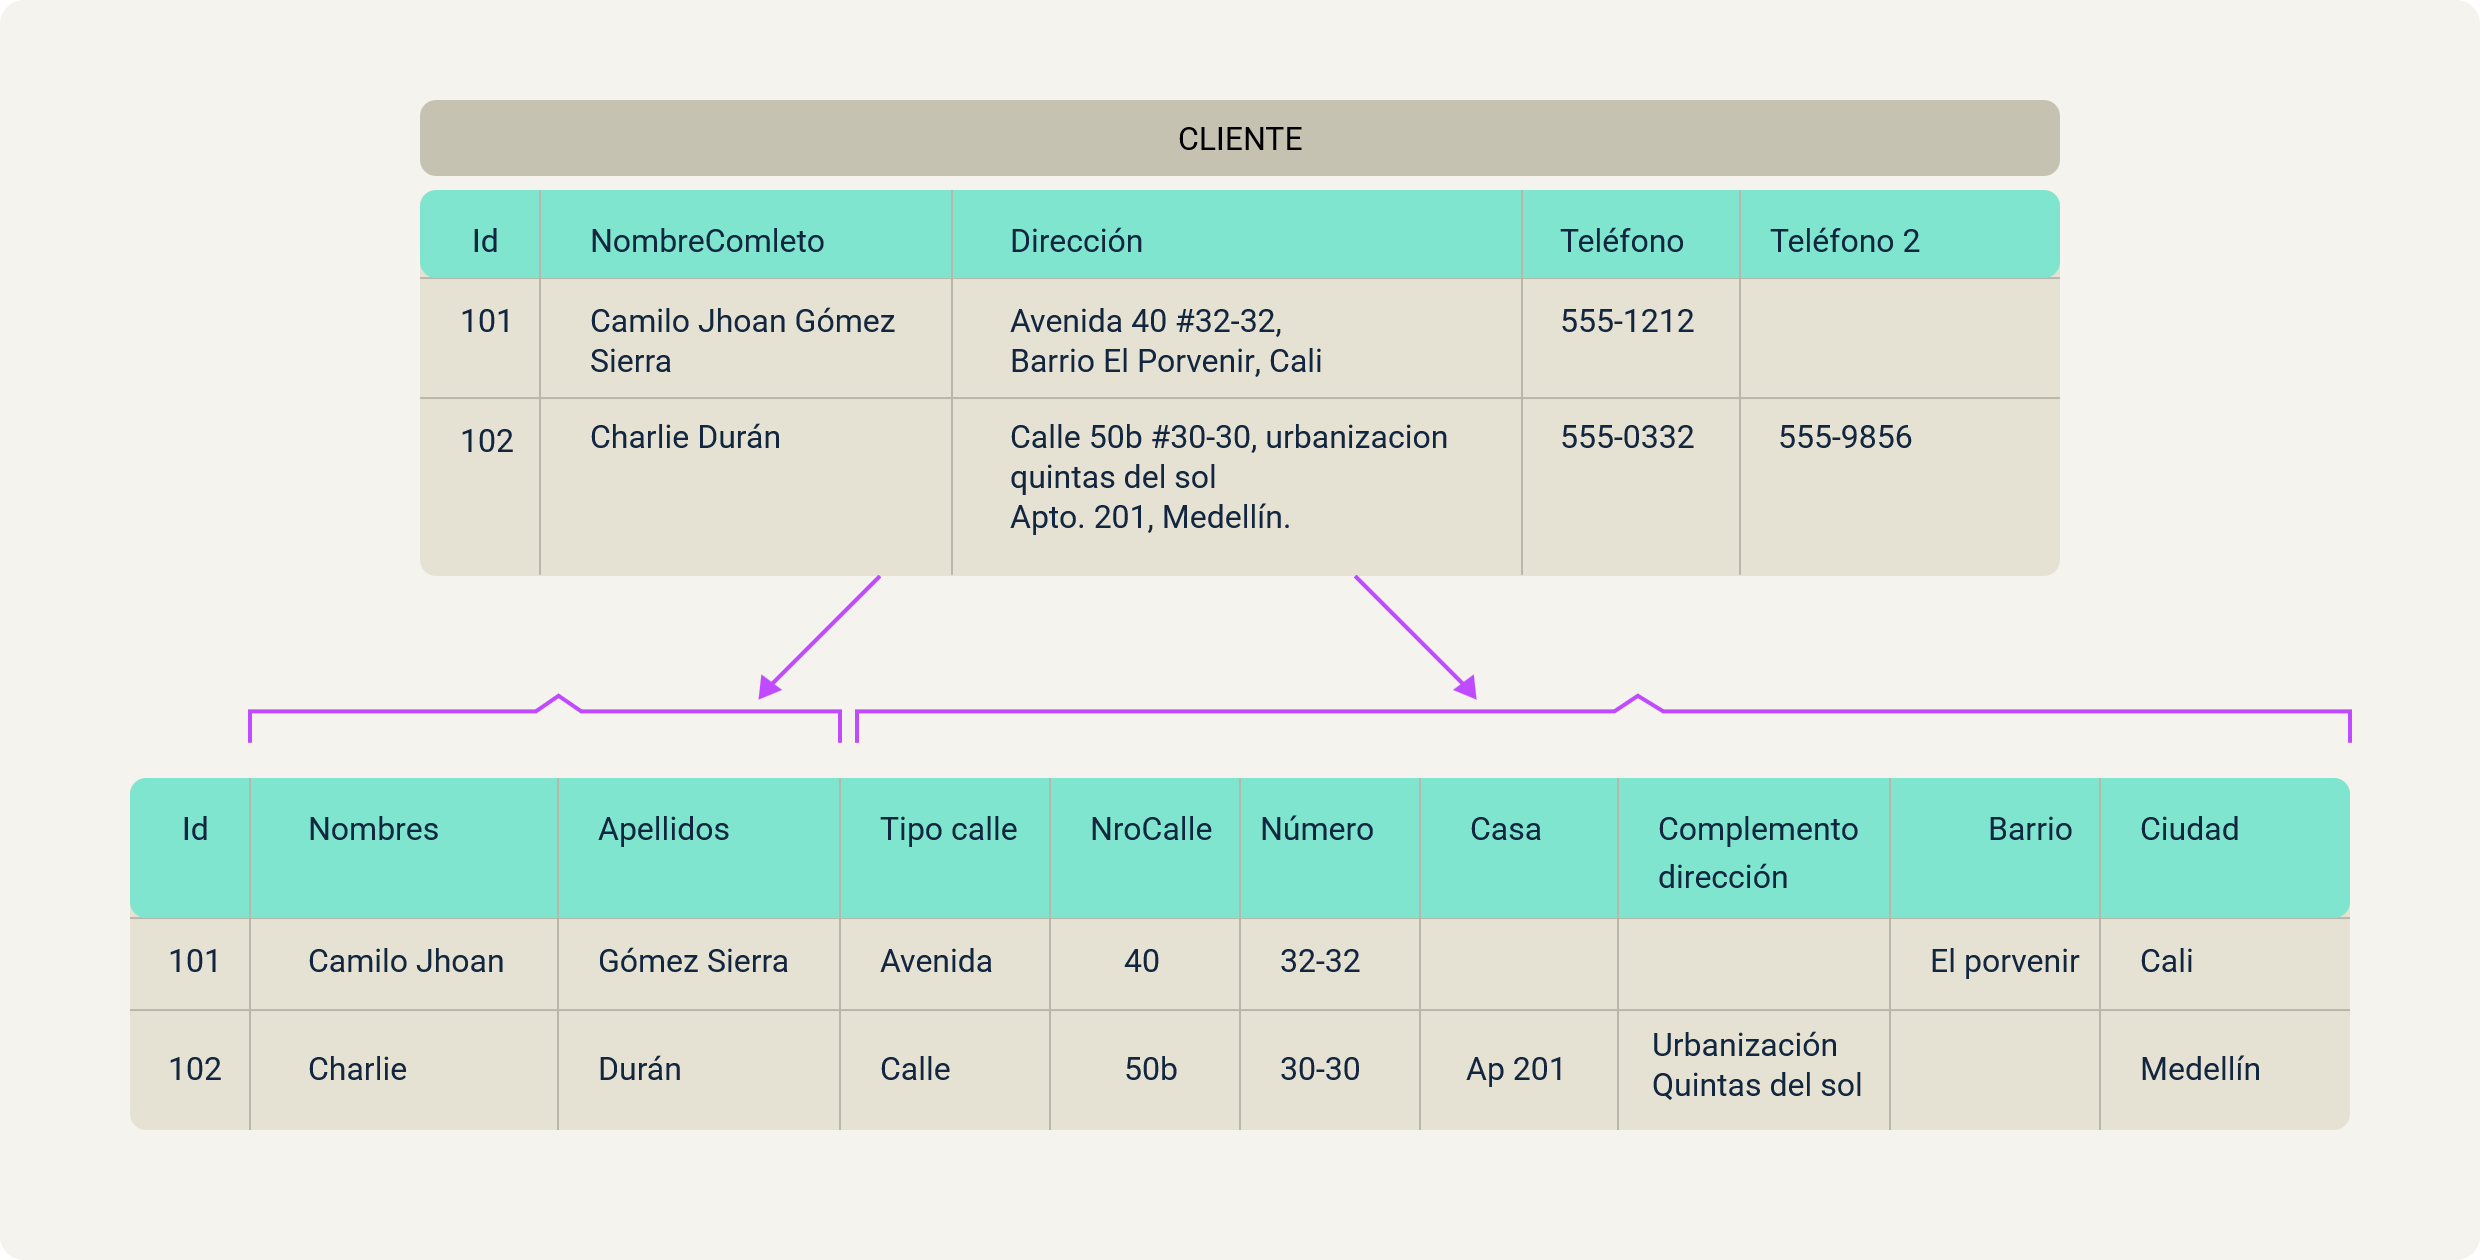 CLIENTE
Id NombreComleto Dirección Teléfono Teléfono 2
101 Camilo Jhoan Gómez Avenida 40 #32-32, 555-1212
Sierra Barrio El Porvenir, Cali
102 Charlie Durán Calle 50b #30-30, urbanizacion 555-0332 555-9856
quintas del sol
Apto. 201, Medellín.
Id Nombres Apellidos Tipo calle NroCalle Número Casa Complemento Barrio Ciudad
dirección
101 Camilo Jhoan Gómez Sierra Avenida 40 32-32 El porvenir Cali
Urbanización
102 Charlie Durán Calle 50b 30-30 Ap 201 Medellín
Quintas del sol